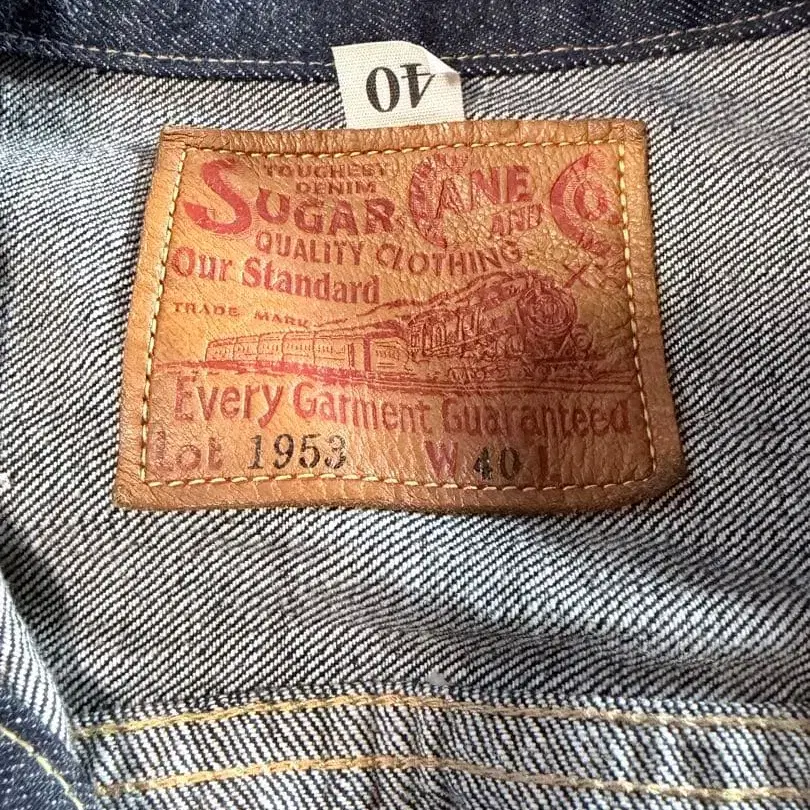 40
TOUGHEST
DENIM
SUGAR CANE AND Co.
QUALITY CLOTHING
Our Standard
TRADE MARK
Every Garment Guaranteed
Lot 1953 W 40 L